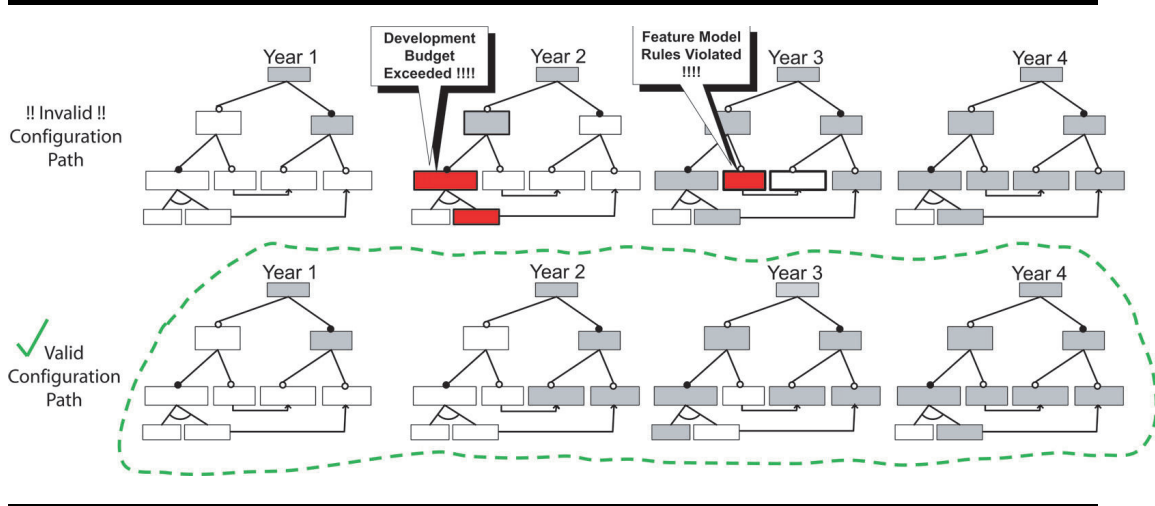 Development
Budget
Exceeded !!!!
Feature Model
Rules Violated
!!!!
Year 1
Year 2
Year 3
Year 4
!! Invalid !!
Configuration
Path
Year 1
Year 2
Year 3
Year 4
Valid
Configuration
Path